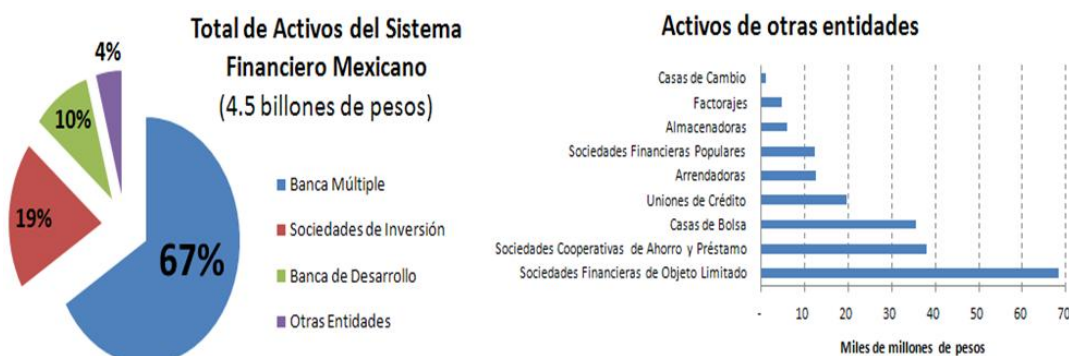 Total de Activos del Sistema
Financiero Mexicano
(4.5 billones de pesos)
4%
10%
19%
67%
Banca Múltiple
Sociedades de Inversión
Banca de Desarrollo
Otras Entidades
Activos de otras entidades
Casas de Cambio
Factorajes
Almacenadoras
Sociedades Financieras Populares
Arrendadoras
Uniones de Crédito
Casas de Bolsa
Sociedades Cooperativas de Ahorro y Préstamo
Sociedades Financieras de Objeto Limitado
- 10 20 30 40 50 60 70
Miles de millones de pesos